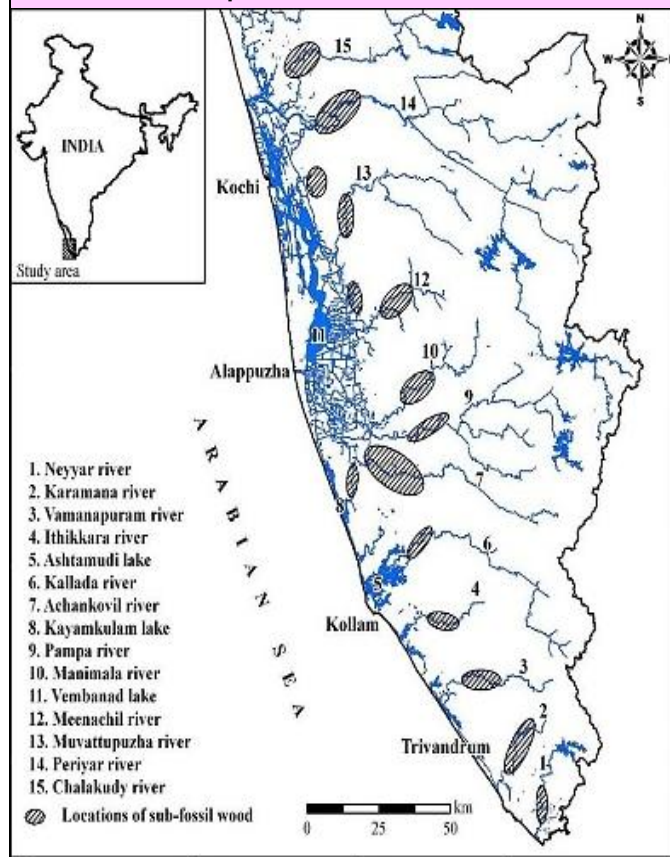 N
W E
S
INDIA
Study area
15
14
Kochi
13
12
11
Alappuzha
10
9
ARABIAN SEA
7
8
6
5
4
Kollam
3
2
Trivandrum
1
1. Neyyar river
2. Karamana river
3. Vamanapuram river
4. Ithikkara river
5. Ashtamudi lake
6. Kallada river
7. Achankovil river
8. Kayamkulam lake
9. Pampa river
10. Manimala river
11. Vembanad lake
12. Meenachil river
13. Muvattupuzha river
14. Periyar river
15. Chalakudy river
Locations of sub-fossil wood
km
0 25 50